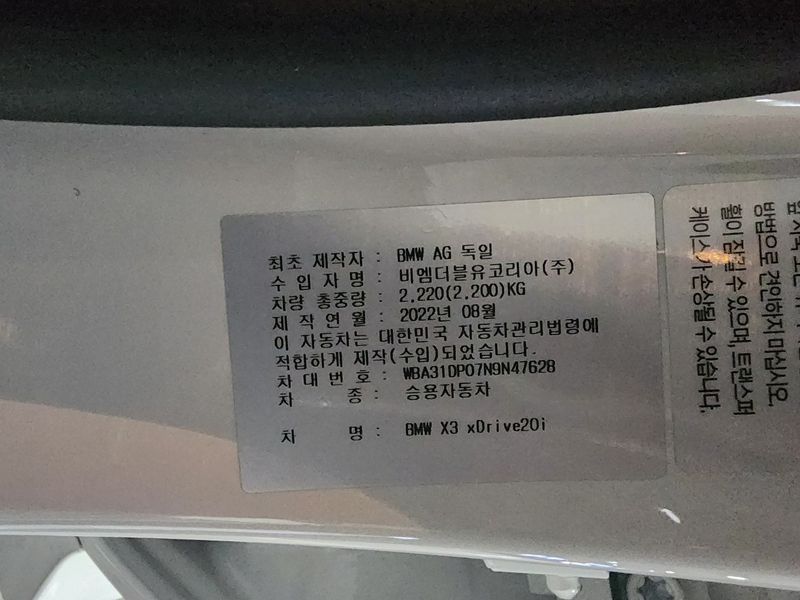 최초 제작자 : BMW AG 독일
수 입 자 명 : 비엠더블유코리아(주)
차량 총중량 : 2,220(2,200)KG
제 작 연 월 : 2022년 08월
이 자동차는 대한민국 자동차관리법령에
적합하게 제작(수입)되었습니다.
차 대 번 호 : WBA31DP07N9N47628
차 종 : 승용자동차
차 명 : BMW X3 xDrive20i
방법으로 견인하지 마십시오.
휠이 잠길 수 있으며, 트랜스퍼
케이스가 손상될 수 있습니다.